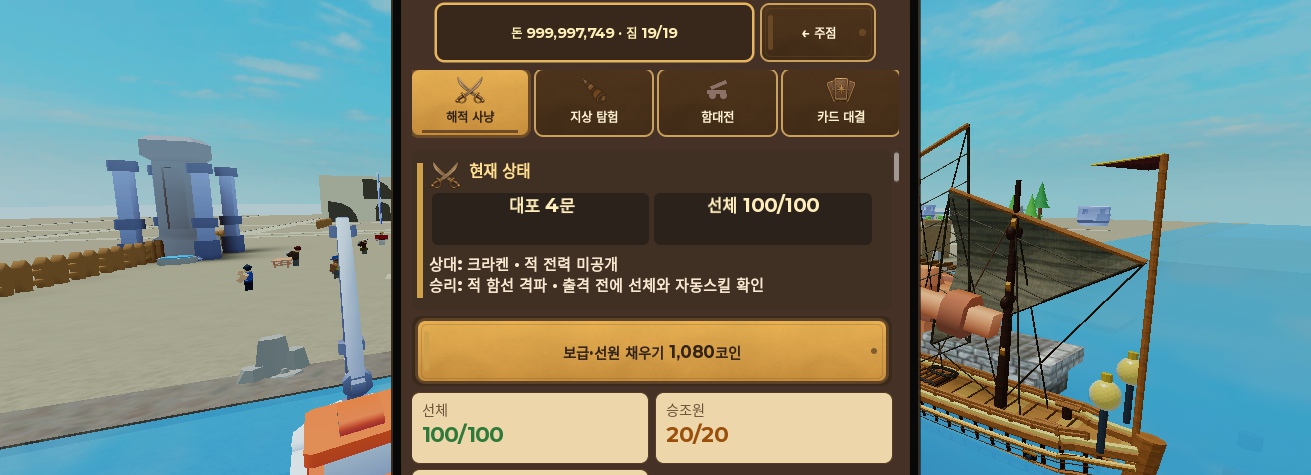 돈 999,997,749 · 짐 19/19
← 주점
해적 사냥
지상 탐험
함대전
카드 대결
현재 상태
대포 4문
선체 100/100
상대: 크라켄 • 적 전력 미공개
승리: 적 함선 격파 • 출격 전에 선체와 자동스킬 확인
보급·선원 채우기 1,080코인
선체
100/100
승조원
20/20